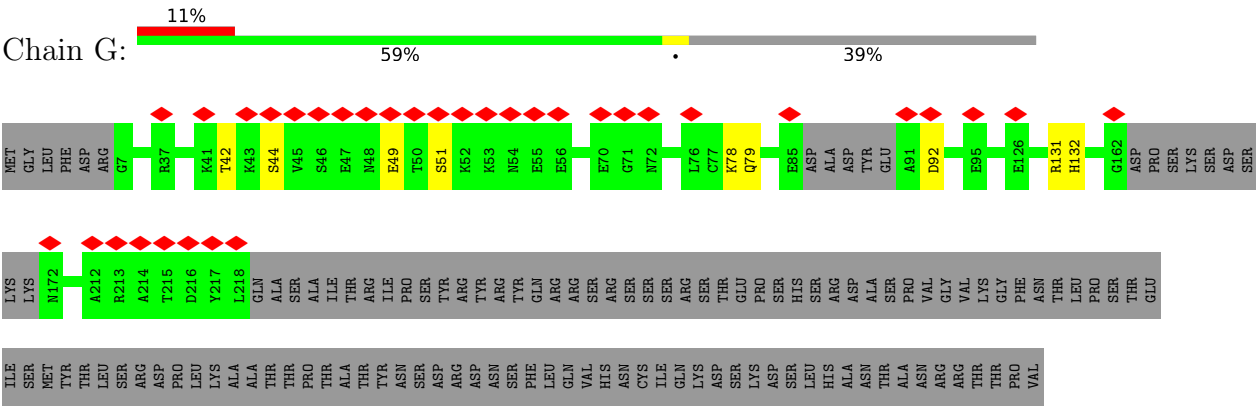 11%
Chain G:
59% • 39%
MET GLY LEU PHE ASP ARG G7 R37 K41 T42 K43 S44 V45 S46 E47 N48 E49 T50 S51 K52 K53 N54 E55 E56 E70 G71 N72 L76 C77 K78 Q79 E85 ASP ALA ASP TYR GLU A91 D92 E95 E126 R131 H132 G162 ASP PRO SER LYS SER ASP SER
LYS LYS N172 A212 R213 A214 T215 D216 Y217 L218 GLN ALA SER ALA ILE THR ARG ILE PRO SER TYR ARG TYR ARG TYR GLN ARG ARG SER ARG SER SER SER ARG SER THR GLU PRO SER HIS SER ARG ASP ALA SER PRO VAL GLY VAL LYS GLY PHE ASN THR LEU PRO SER THR GLU
ILE SER MET TYR THR LEU SER ARG ASP PRO LEU LYS ALA ALA THR THR PRO THR ALA THR TYR ASN SER ASP ARG ASP ASN SER PHE LEU GLN VAL HIS ASN CYS ILE GLN LYS ASP SER LYS ASP SER LEU HIS ALA ASN THR ALA ASN ARG ARG THR THR PRO VAL